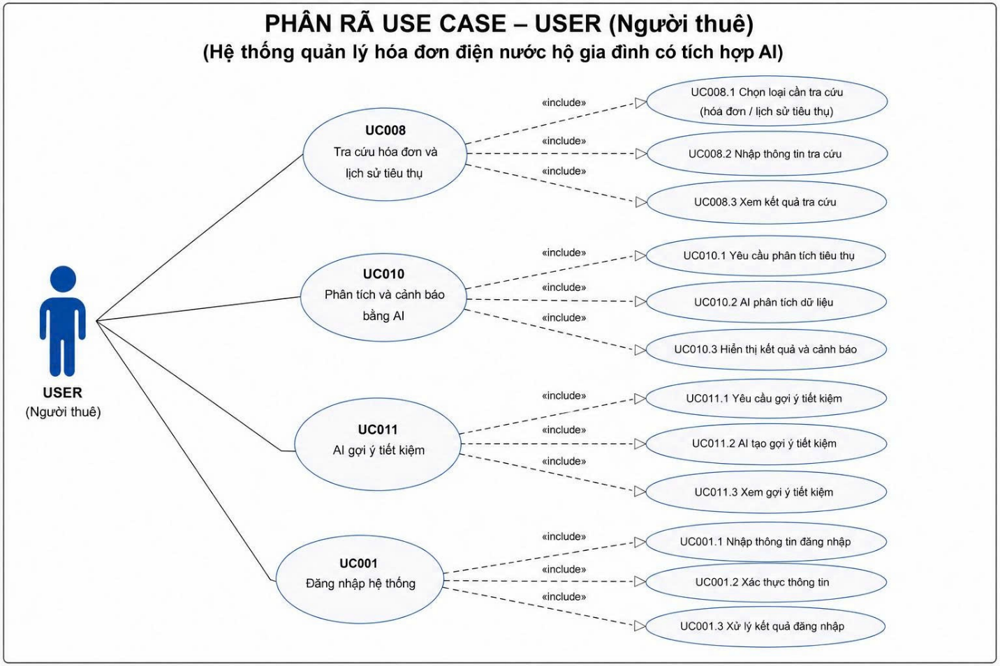 PHÂN RÃ USE CASE – USER (Người thuê)
(Hệ thống quản lý hóa đơn điện nước hộ gia đình có tích hợp AI)
UC008
Tra cứu hóa đơn và
lịch sử tiêu thụ
«include»
«include»
«include»
UC008.1 Chọn loại cần tra cứu
(hóa đơn / lịch sử tiêu thụ)
UC008.2 Nhập thông tin tra cứu
UC008.3 Xem kết quả tra cứu
UC010
Phân tích và cảnh báo
bằng AI
«include»
«include»
«include»
UC010.1 Yêu cầu phân tích tiêu thụ
UC010.2 AI phân tích dữ liệu
UC010.3 Hiển thị kết quả và cảnh báo
USER
(Người thuê)
UC011
AI gợi ý tiết kiệm
«include»
«include»
«include»
UC011.1 Yêu cầu gợi ý tiết kiệm
UC011.2 AI tạo gợi ý tiết kiệm
UC011.3 Xem gợi ý tiết kiệm
UC001
Đăng nhập hệ thống
«include»
«include»
«include»
UC001.1 Nhập thông tin đăng nhập
UC001.2 Xác thực thông tin
UC001.3 Xử lý kết quả đăng nhập